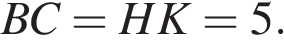 BC = HK = 5.